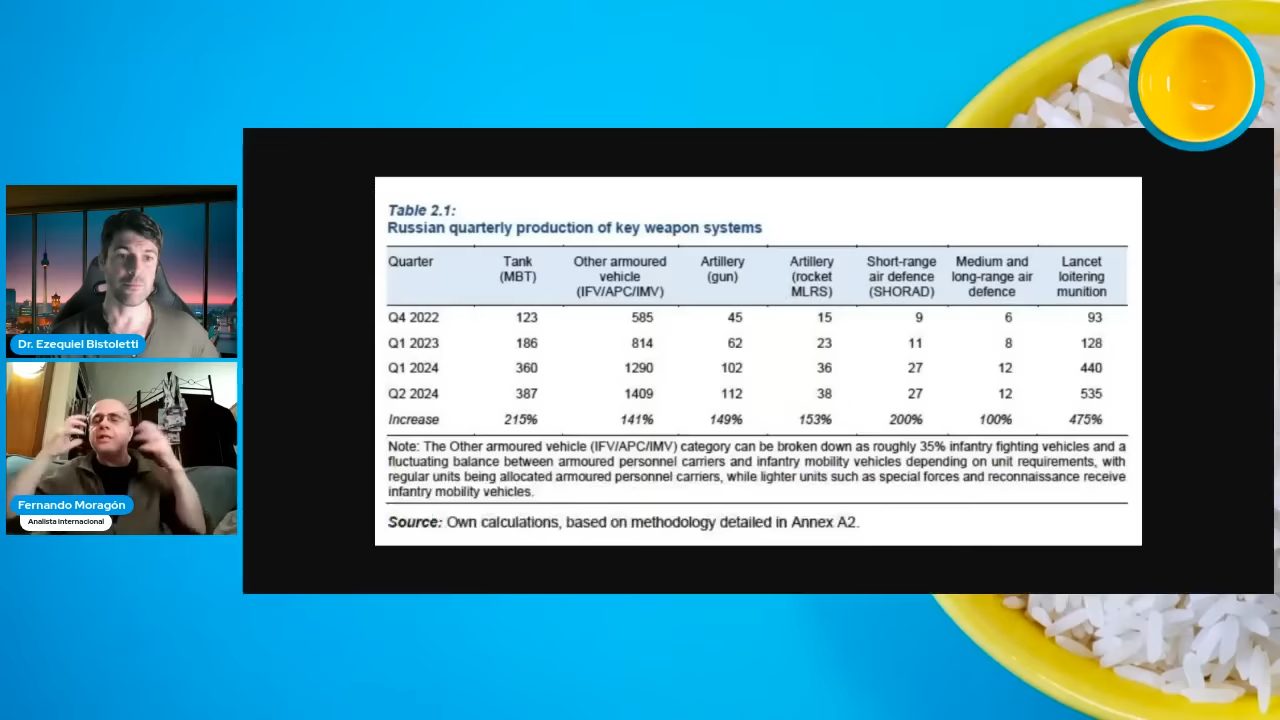 Dr. Ezequiel Bistoletti
Fernando Moragón
Analista internacional
Table 2.1:
Russian quarterly production of key weapon systems
Quarter Tank (MBT) Other armoured vehicle (IFV/APC/IMV) Artillery (gun) Artillery (rocket MLRS) Short-range air defence (SHORAD) Medium and long-range air defence Lancet loitering munition
Q4 2022 123 585 45 15 9 6 93
Q1 2023 186 814 62 23 11 8 128
Q1 2024 360 1290 102 36 27 12 440
Q2 2024 387 1409 112 38 27 12 535
Increase 215% 141% 149% 153% 200% 100% 475%
Note: The Other armoured vehicle (IFV/APC/IMV) category can be broken down as roughly 35% infantry fighting vehicles and a
fluctuating balance between armoured personnel carriers and infantry mobility vehicles depending on unit requirements, with
regular units being allocated armoured personnel carriers, while lighter units such as special forces and reconnaissance receive
infantry mobility vehicles.
Source: Own calculations, based on methodology detailed in Annex A2.